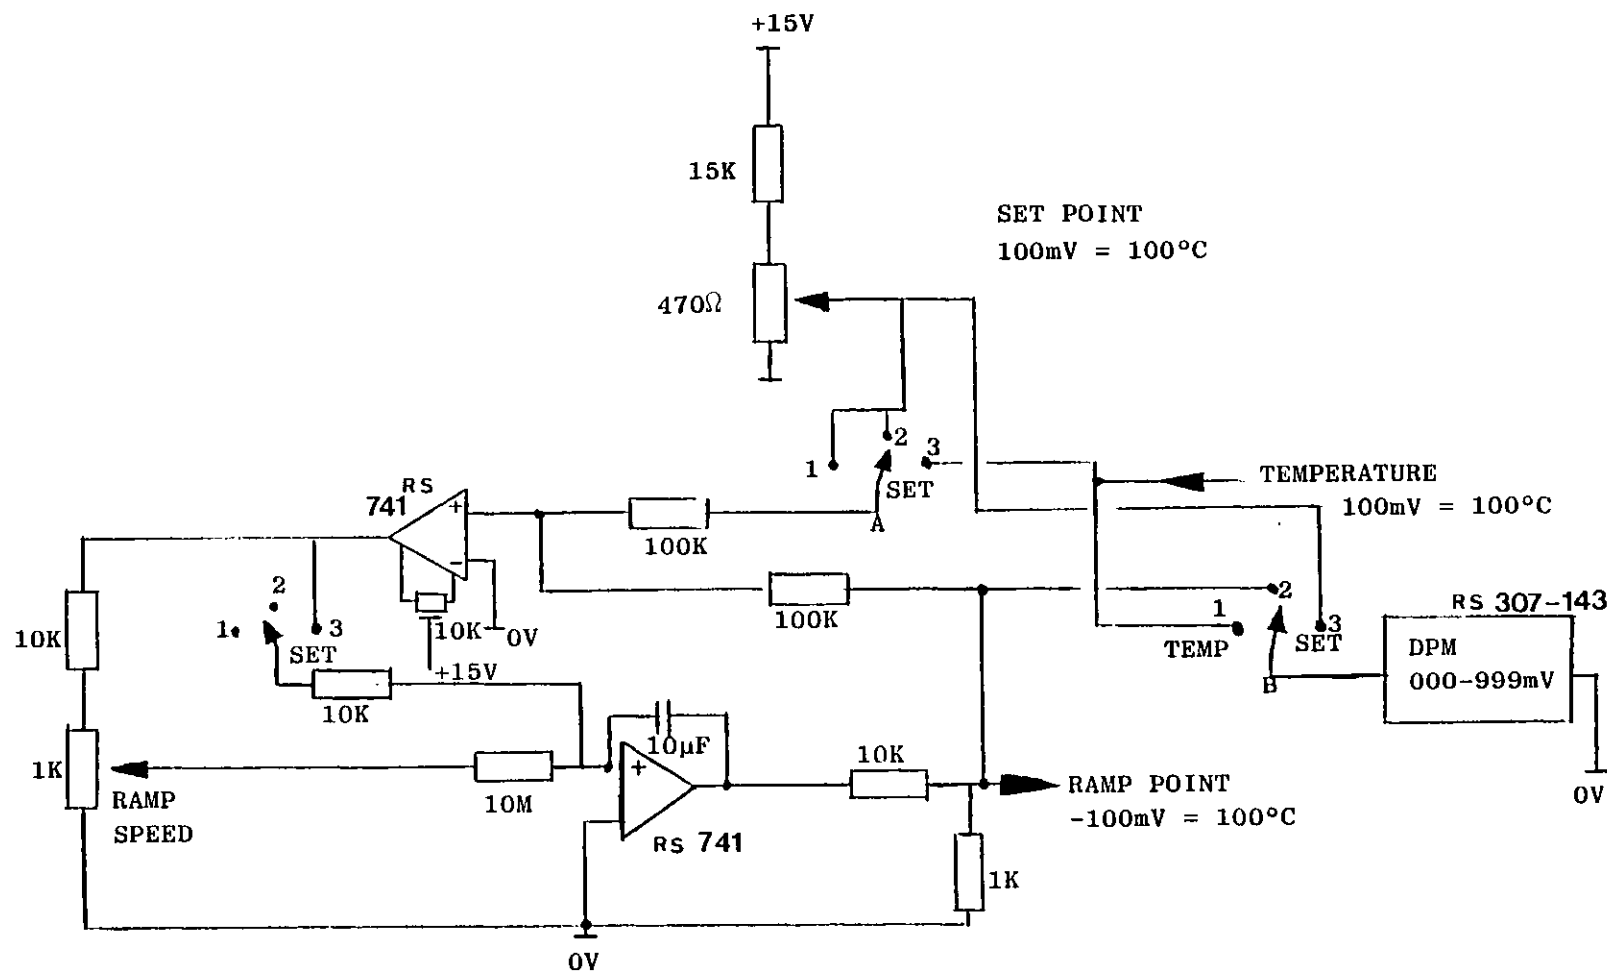 +15V
15K
SET POINT
100mV = 100°C
470Ω
2
3
1
SET
A
TEMPERATURE
100mV = 100°C
RS
741
+
−
100K
10K
0V
+15V
100K
2
1
3
SET
10K
10K
2
1
3
TEMP
SET
B
RS 307-143
DPM
000-999mV
0V
1K
RAMP
SPEED
10M
10µF
+
RS 741
10K
RAMP POINT
-100mV = 100°C
1K
0V